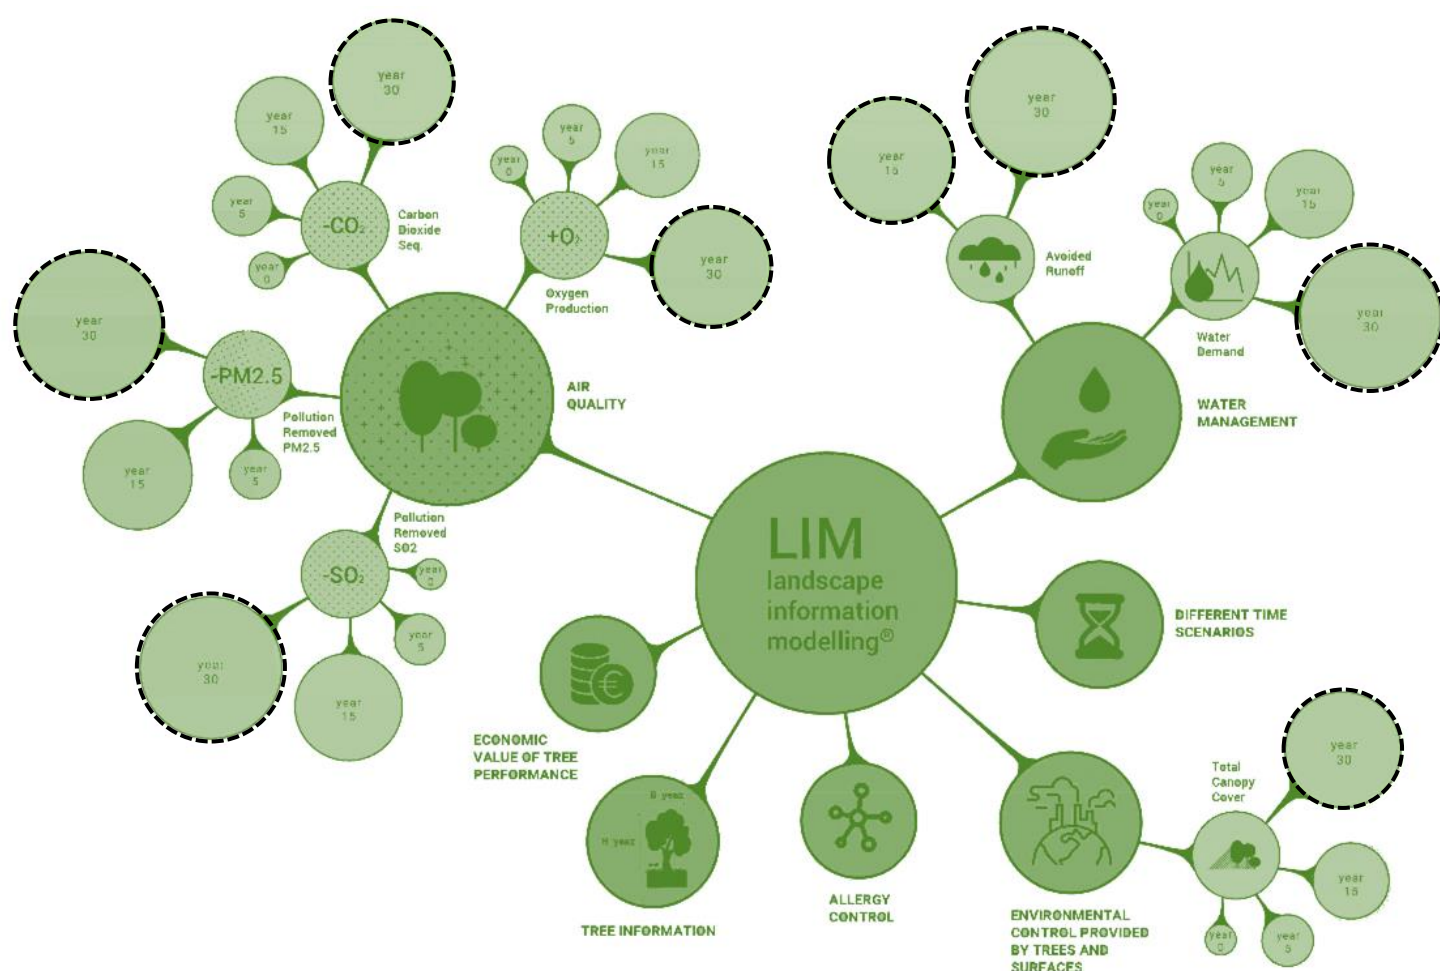 year
30
year
15
year
5
year
0
-CO₂
Carbon
Dioxide
Seq.
year
0
year
5
year
15
year
30
+O₂
Oxygen
Production
year
30
year
15
year
5
-PM2.5
Pollution
Removed
PM2.5
AIR
QUALITY
Pollution
Removed
SO2
-SO₂
year
0
year
5
year
15
year
30
year
15
year
30
Avoided
Runoff
year
0
year
5
year
15
year
30
Water
Demand
WATER
MANAGEMENT
LIM
landscape
information
modelling®
DIFFERENT TIME
SCENARIOS
ECONOMIC
VALUE OF TREE
PERFORMANCE
year
year
TREE INFORMATION
ALLERGY
CONTROL
ENVIRONMENTAL
CONTROL PROVIDED
BY TREES AND
SURFACES
Total
Canopy
Cover
year
30
year
15
year
5
year
0